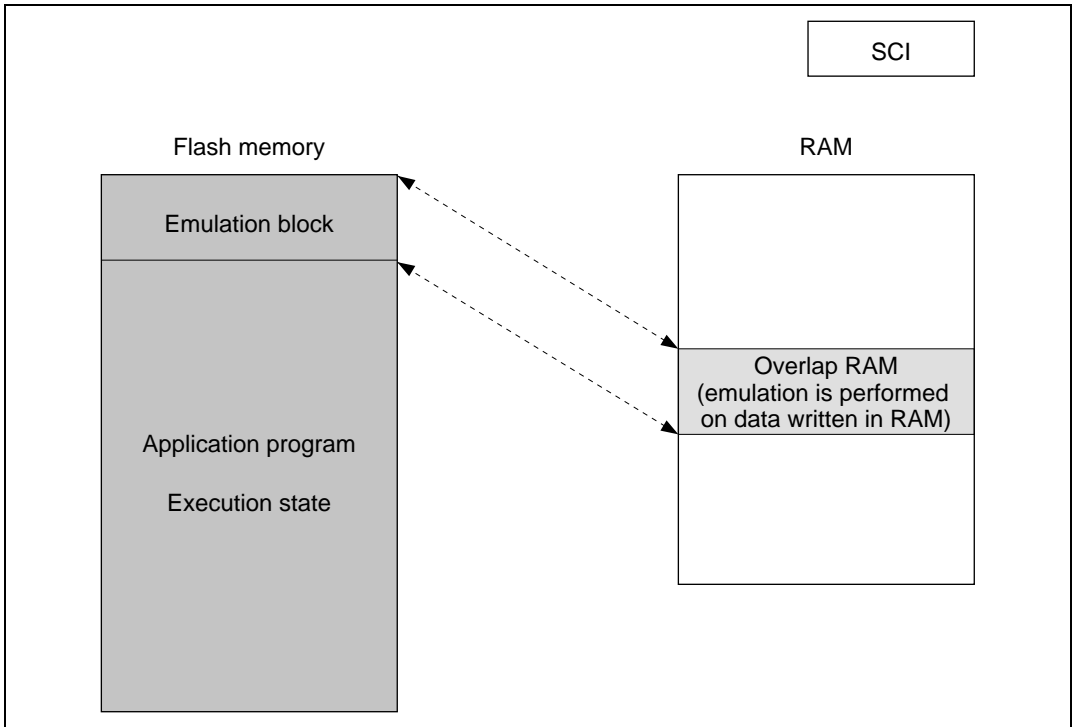 SCI
Flash memory
RAM
Emulation block
Overlap RAM
(emulation is performed
on data written in RAM)
Application program
Execution state